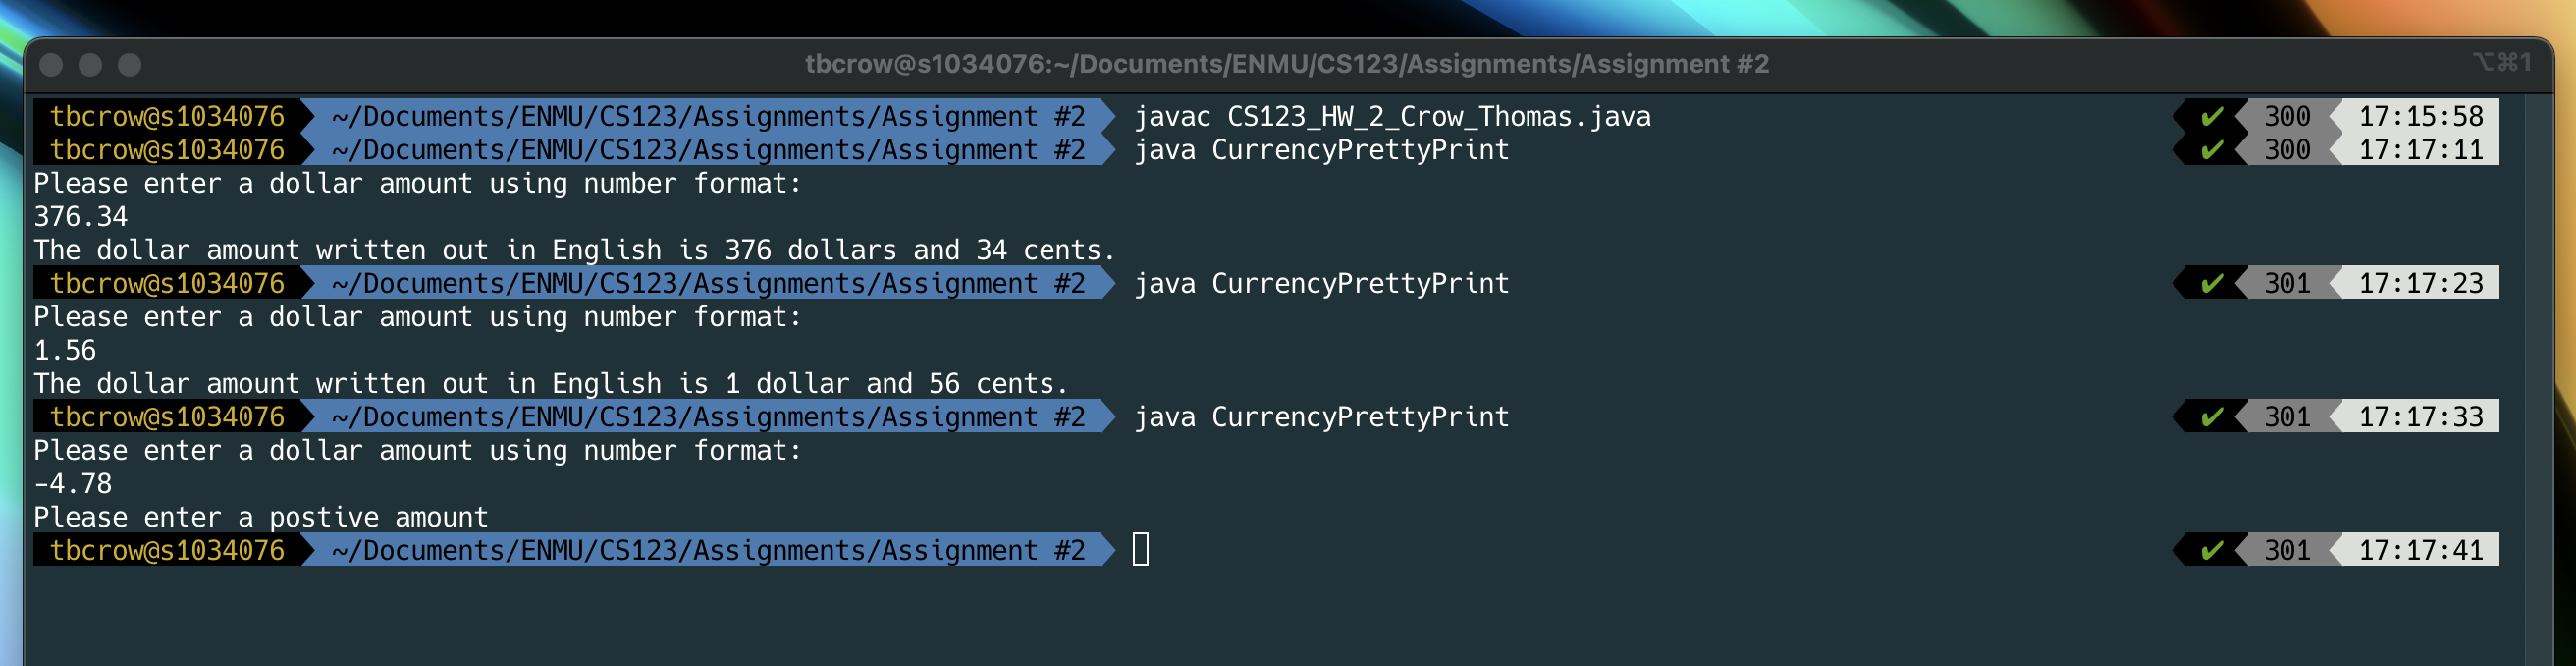 tbcrow@s1034076:~/Documents/ENMU/CS123/Assignments/Assignment #2 ⌥⌘1
tbcrow@s1034076 ~/Documents/ENMU/CS123/Assignments/Assignment #2 javac CS123_HW_2_Crow_Thomas.java ✔ 300 17:15:58
tbcrow@s1034076 ~/Documents/ENMU/CS123/Assignments/Assignment #2 java CurrencyPrettyPrint ✔ 300 17:17:11
Please enter a dollar amount using number format:
376.34
The dollar amount written out in English is 376 dollars and 34 cents.
tbcrow@s1034076 ~/Documents/ENMU/CS123/Assignments/Assignment #2 java CurrencyPrettyPrint ✔ 301 17:17:23
Please enter a dollar amount using number format:
1.56
The dollar amount written out in English is 1 dollar and 56 cents.
tbcrow@s1034076 ~/Documents/ENMU/CS123/Assignments/Assignment #2 java CurrencyPrettyPrint ✔ 301 17:17:33
Please enter a dollar amount using number format:
-4.78
Please enter a postive amount
tbcrow@s1034076 ~/Documents/ENMU/CS123/Assignments/Assignment #2 ✔ 301 17:17:41